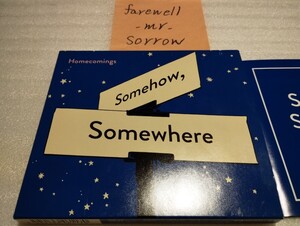 farewell
-mr-
sorrow
Homecomings
Somehow,
Somewhere
S
S